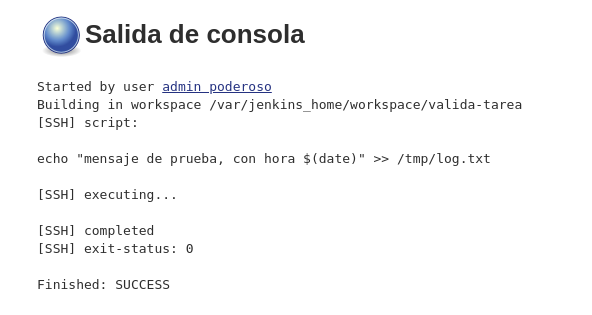 Salida de consola
Started by user admin poderoso
Building in workspace /var/jenkins_home/workspace/valida-tarea
[SSH] script:
echo "mensaje de prueba, con hora $(date)" >> /tmp/log.txt
[SSH] executing...
[SSH] completed
[SSH] exit-status: 0
Finished: SUCCESS